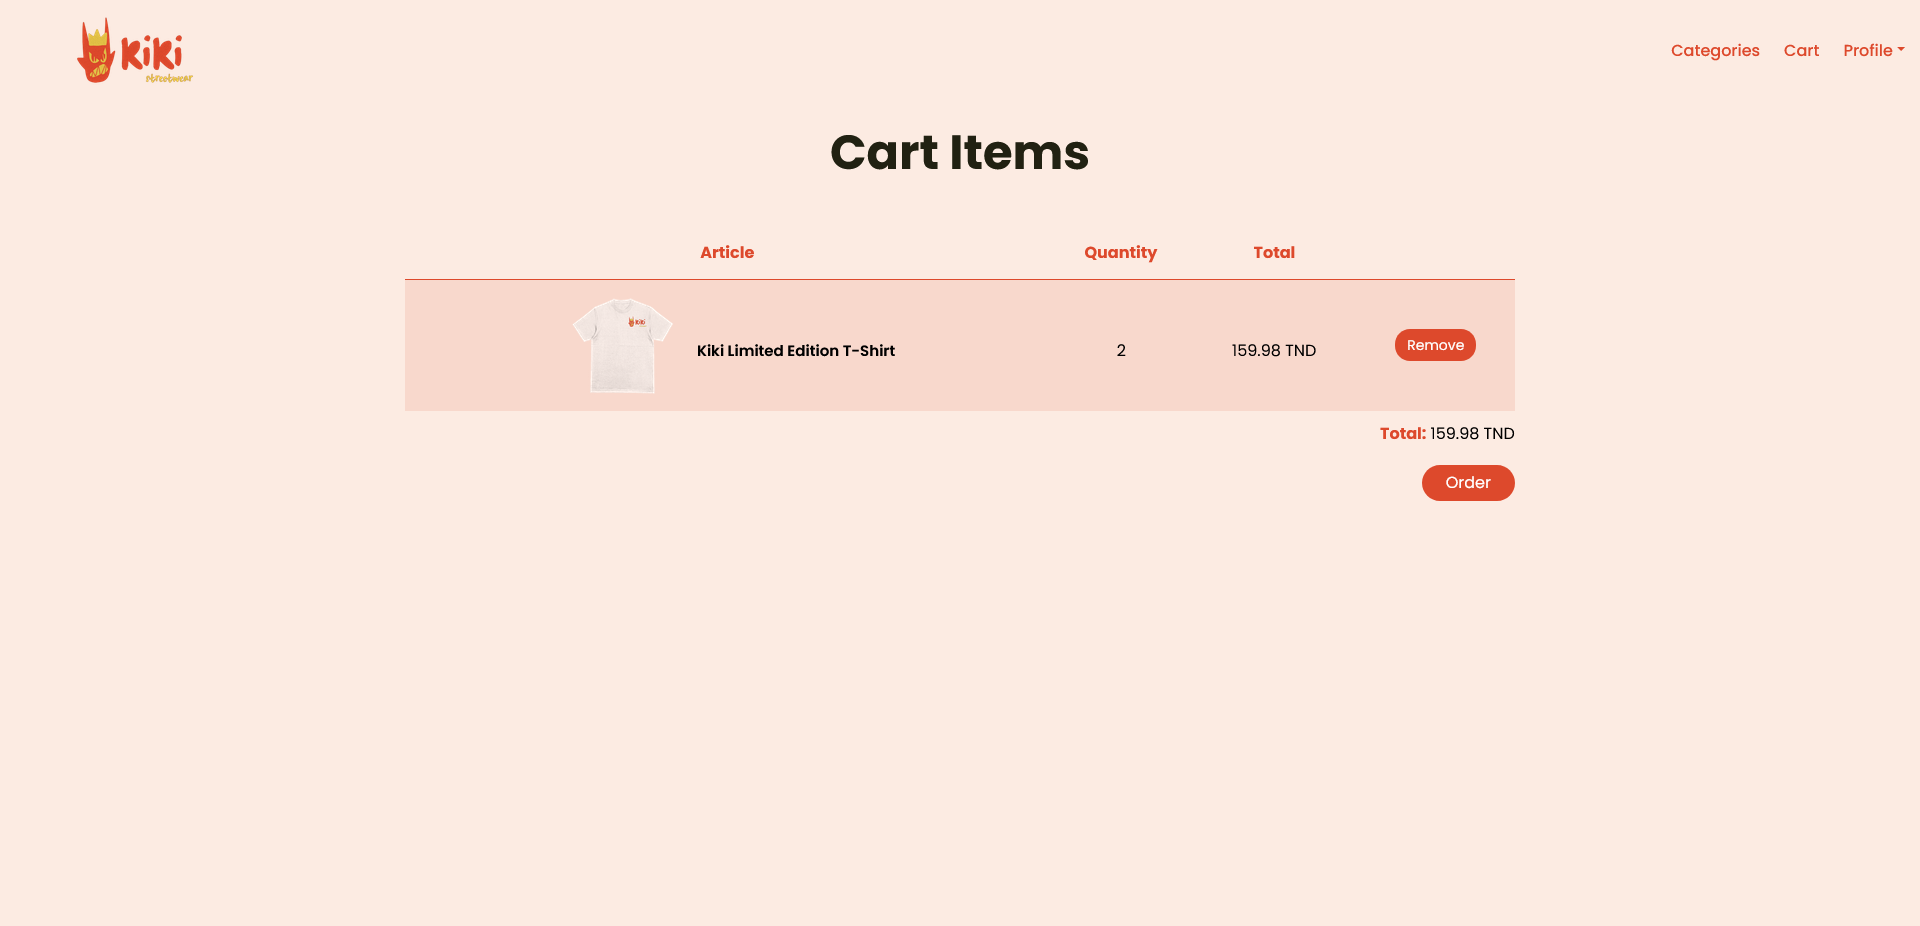 KiKi
streetwear
Categories Cart Profile
Cart Items
Article Quantity Total
KiKi
Kiki Limited Edition T-Shirt 2 159.98 TND Remove
Total: 159.98 TND
Order